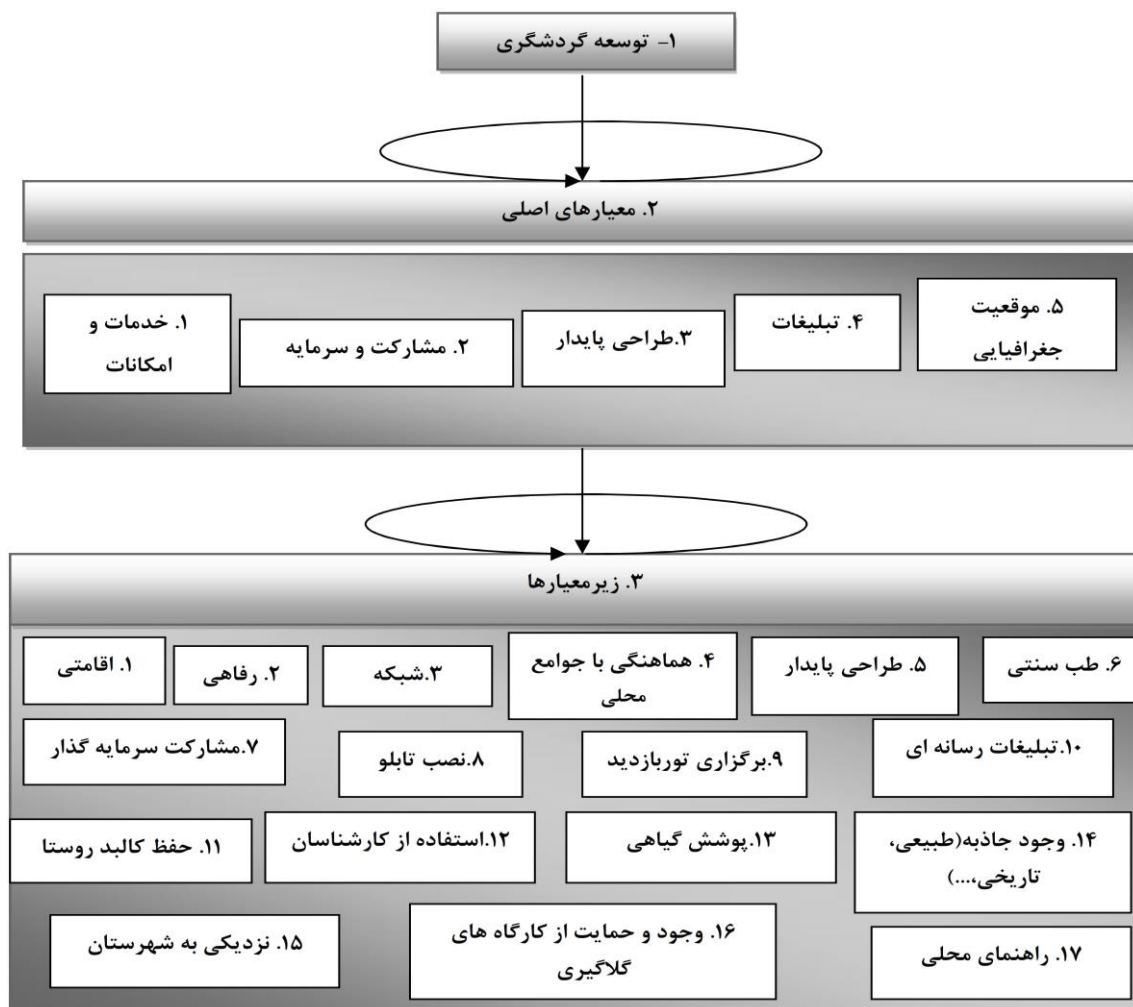 ۱- توسعه گردشگری
۲. معیارهای اصلی
۱. خدمات و
امکانات
۲. مشارکت و سرمایه
۳.طراحی پایدار
۴. تبلیغات
۵. موقعیت
جغرافیایی
۳. زیرمعیارها
۱. اقامتی
۲. رفاهی
۳.شبکه
۴. هماهنگی با جوامع
محلی
۵. طراحی پایدار
۶. طب سنتی
۷.مشارکت سرمایه گذار
۸.نصب تابلو
۹.برگزاری توربازدید
۱۰.تبلیغات رسانه ای
۱۱. حفظ کالبد روستا
۱۲.استفاده از کارشناسان
۱۳.پوشش گیاهی
۱۴. وجود جاذبه(طبیعی،
تاریخی،...)
۱۵. نزدیکی به شهرستان
۱۶. وجود و حمایت از کارگاه های
گلاگیری
۱۷. راهنمای محلی